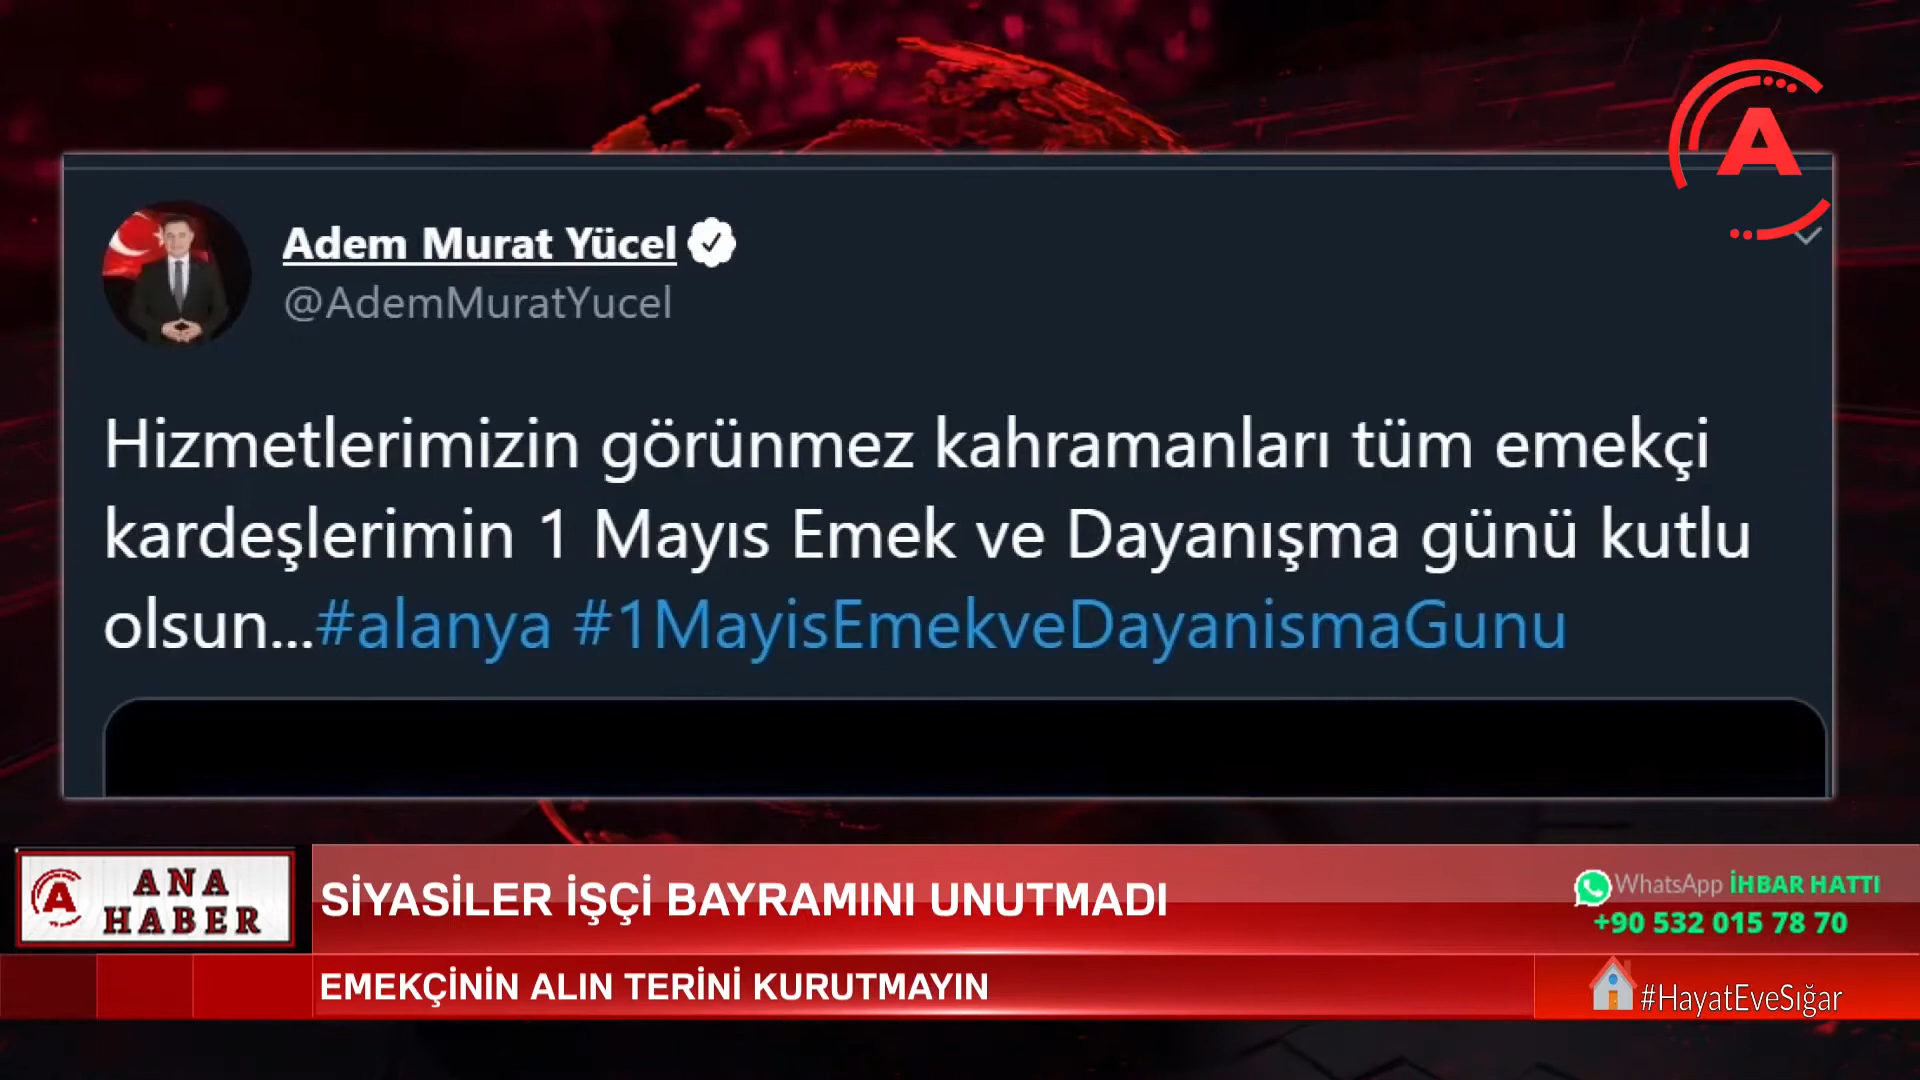 A
Adem Murat Yücel
@AdemMuratYucel
Hizmetlerimizin görünmez kahramanları tüm emekçi
kardeşlerimin 1 Mayıs Emek ve Dayanışma günü kutlu
olsun...#alanya #1MayisEmekveDayanismaGunu
A ANA
HABER
SİYASİLER İŞÇİ BAYRAMINI UNUTMADI
WhatsApp İHBAR HATTI
+90 532 015 78 70
EMEKÇİNİN ALIN TERİNİ KURUTMAYIN
#HayatEveSığar